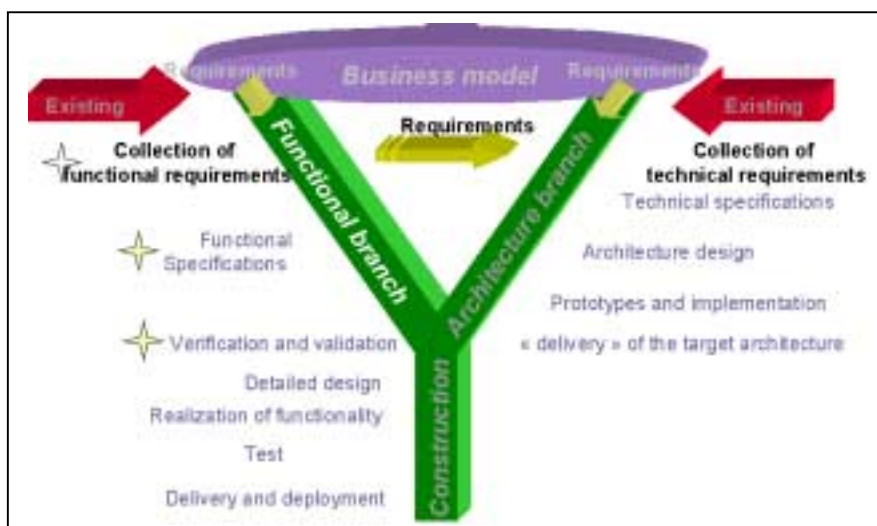 Requirements
Business model
Requirements
Existing
Requirements
Existing
Collection of
functional requirements
Functional branch
Architecture branch
Collection of
technical requirements
Technical specifications
Functional
Specifications
Architecture design
Prototypes and implementation
Verification and validation
« delivery » of the target architecture
Detailed design
Realization of functionality
Construction
Test
Delivery and deployment